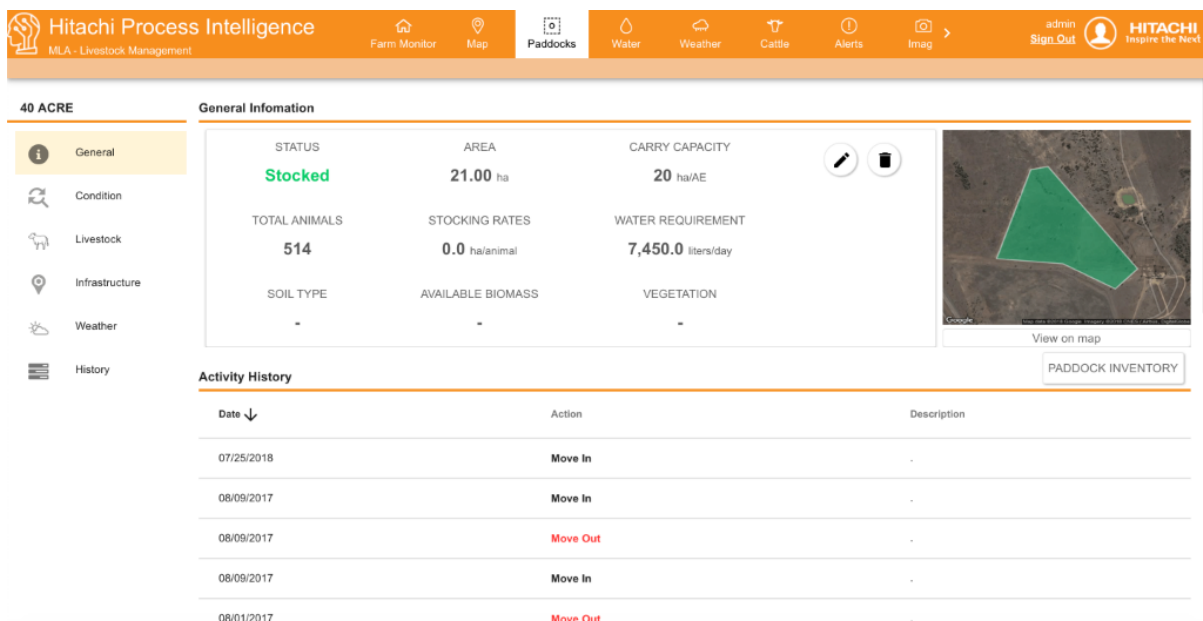 Hitachi Process Intelligence
MLA - Livestock Management
Farm Monitor
Map
Paddocks
Water
Weather
Cattle
Alerts
Imag
admin
Sign Out
HITACHI
Inspire the Next
40 ACRE
General
Condition
Livestock
Infrastructure
Weather
History
General Infomation
STATUS AREA CARRY CAPACITY
Stocked 21.00 ha 20 ha/AE
TOTAL ANIMALS STOCKING RATES WATER REQUIREMENT
514 0.0 ha/animal 7,450.0 liters/day
SOIL TYPE AVAILABLE BIOMASS VEGETATION
- - -
Google
View on map
PADDOCK INVENTORY
Activity History
Date Action Description
07/25/2018 Move In .
08/09/2017 Move In .
08/09/2017 Move Out .
08/09/2017 Move In .
08/01/2017 Move Out